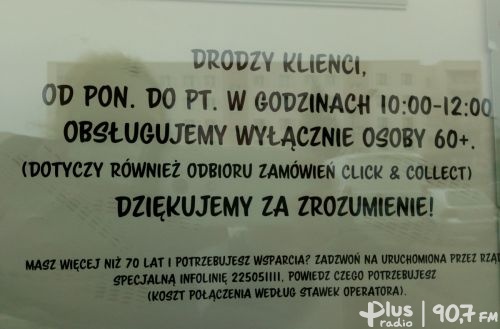 DRODZY KLIENCI,
OD PON. DO PT. W GODZINACH 10:00-12:00
OBSŁUGUJEMY WYŁĄCZNIE OSOBY 60+.
(DOTYCZY RÓWNIEŻ ODBIORU ZAMÓWIEŃ CLICK & COLLECT)
DZIĘKUJEMY ZA ZROZUMIENIE!
MASZ WIĘCEJ NIŻ 70 LAT I POTRZEBUJESZ WSPARCIA? ZADZWOŃ NA URUCHOMIONA PRZEZ RZĄD
SPECJALNĄ INFOLINIĘ 225051111, POWIEDZ CZEGO POTRZEBUJESZ
(KOSZT POŁĄCZENIA WEDŁUG STAWEK OPERATORA).
Plus radio 90,7 FM